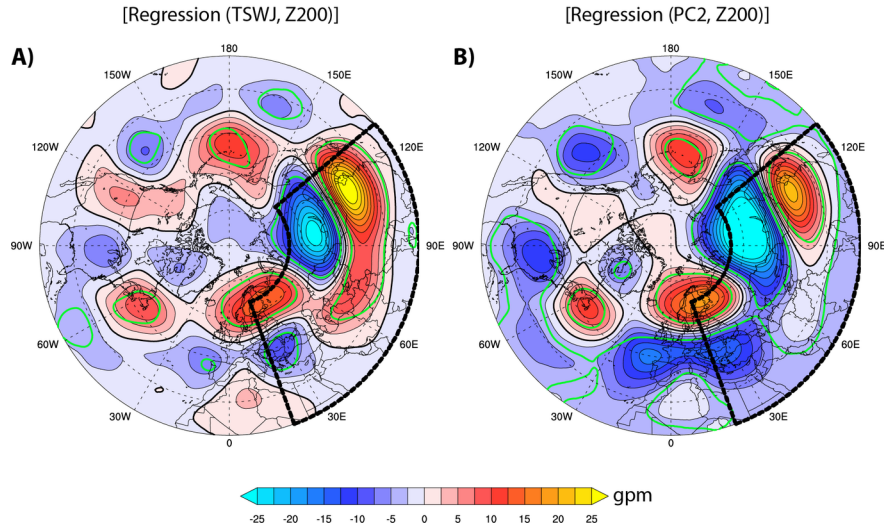 [Regression (TSWJ, Z200)]
[Regression (PC2, Z200)]
A)
B)
180
150W
150E
120W
120E
90W
90E
60W
60E
30W
30E
0
180
150W
150E
120W
120E
90W
90E
60W
60E
30W
30E
0
-25 -20 -15 -10 -5 0 5 10 15 20 25
gpm